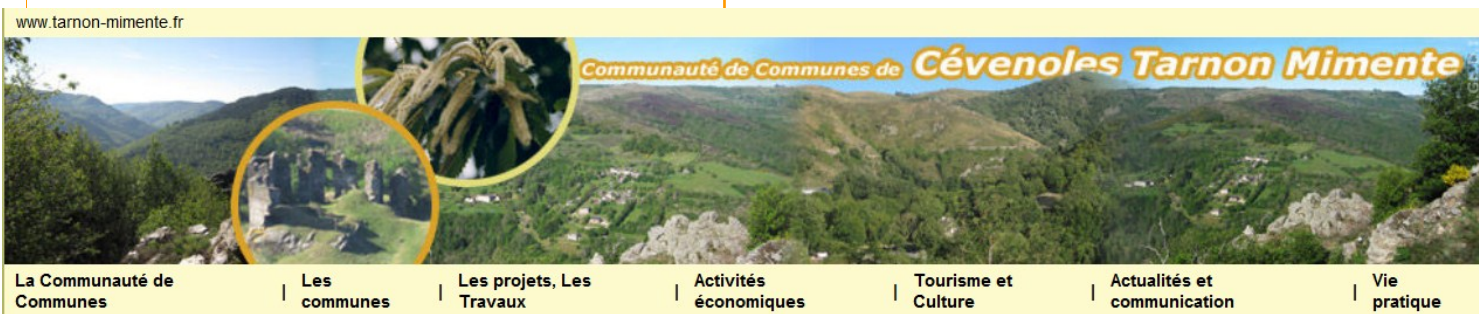 www.tarnon-mimente.fr
Communauté de Communes de Cévenoles Tarnon Mimente
La Communauté de Communes | Les communes | Les projets, Les Travaux | Activités économiques | Tourisme et Culture | Actualités et communication | Vie pratique